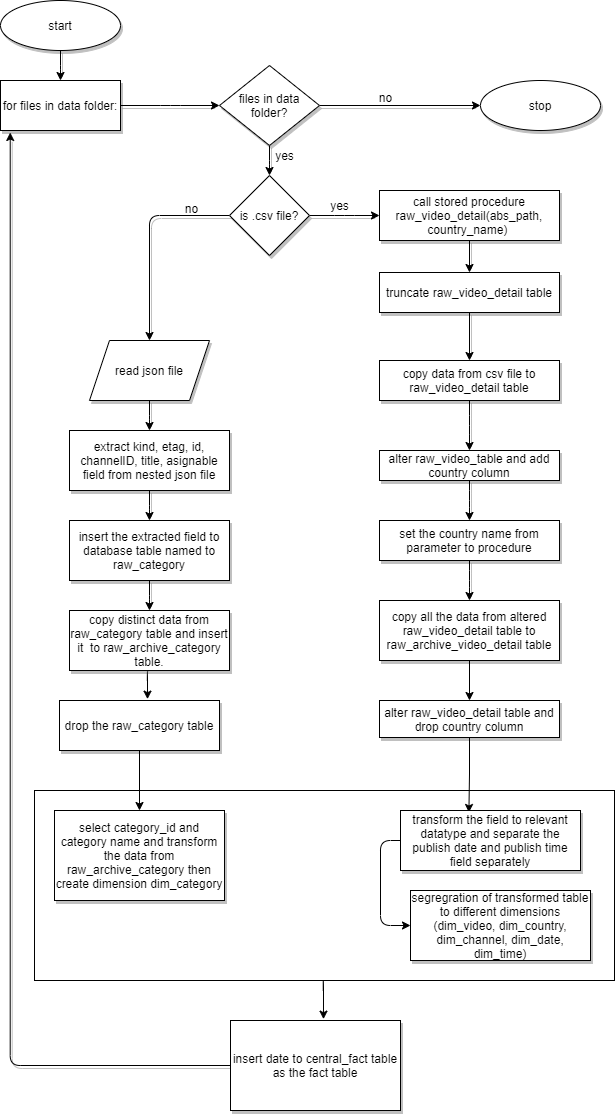 start
for files in data folder:
files in data
folder?
no
stop
yes
is .csv file?
no
yes
call stored procedure
raw_video_detail(abs_path,
country_name)
truncate raw_video_detail table
copy data from csv file to
raw_video_detail table
alter raw_video_table and add
country column
set the country name from
parameter to procedure
copy all the data from altered
raw_video_detail table to
raw_archive_video_detail table
alter raw_video_detail table and
drop country column
read json file
extract kind, etag, id,
channelID, title, asignable
field from nested json file
insert the extracted field to
database table named to
raw_category
copy distinct data from
raw_category table and insert
it to raw_archive_category
table.
drop the raw_category table
select category_id and
category name and transform
the data from
raw_archive_category then
create dimension dim_category
transform the field to relevant
datatype and separate the
publish date and publish time
field separately
segregration of transformed table
to different dimensions
(dim_video, dim_country,
dim_channel, dim_date,
dim_time)
insert date to central_fact table
as the fact table